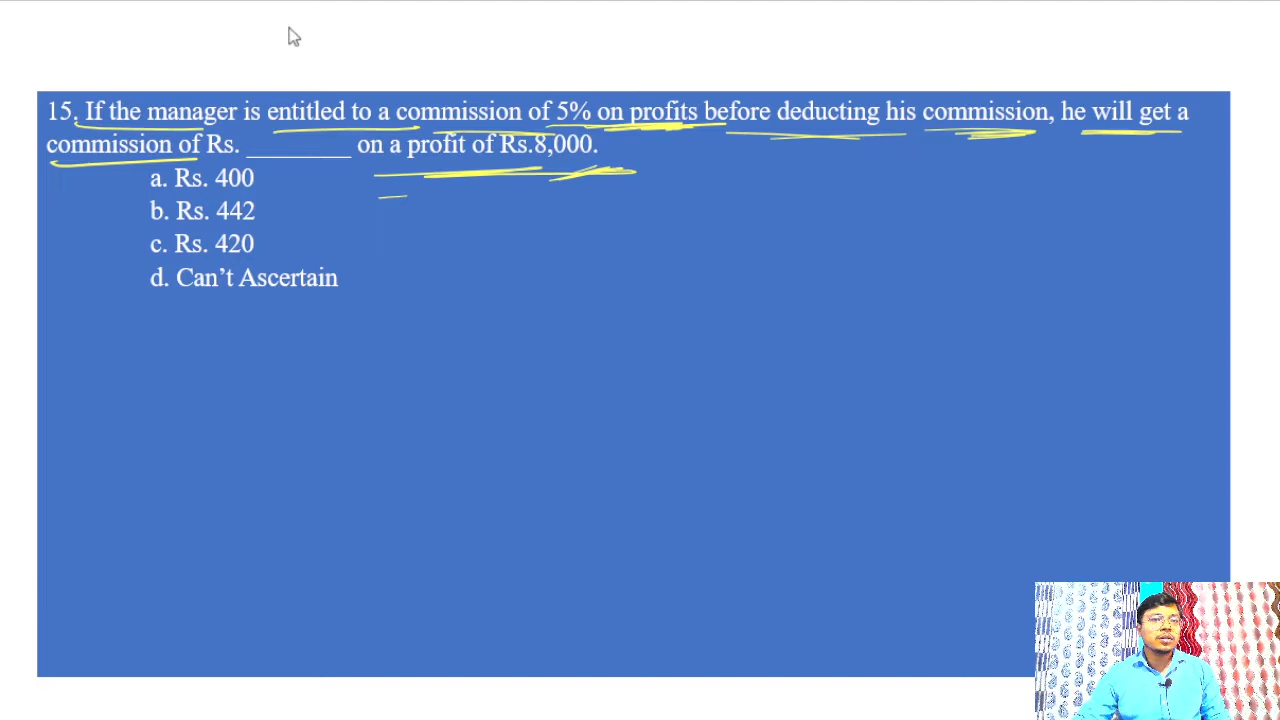 15. If the manager is entitled to a commission of 5% on profits before deducting his commission, he will get a
commission of Rs. ________ on a profit of Rs.8,000.
a. Rs. 400
b. Rs. 442
c. Rs. 420
d. Can’t Ascertain